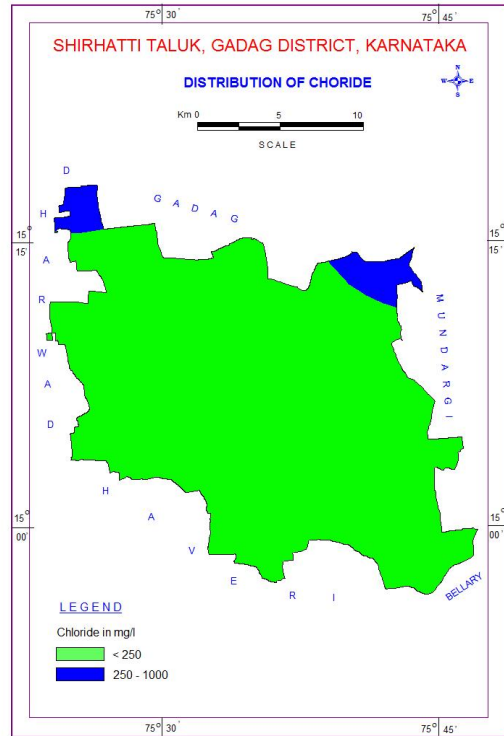 75° 30'
75° 45'
SHIRHATTI TALUK, GADAG DISTRICT, KARNATAKA
DISTRIBUTION OF CHORIDE
N
W E
S
Km 0 5 10
SCALE
DHARWAD
GADAG
15° 15'
15° 15'
MUNDARGI
HAVERI
15° 00'
15° 00'
BELLARY
LEGEND
Chloride in mg/l
< 250
250 - 1000
75° 30'
75° 45'